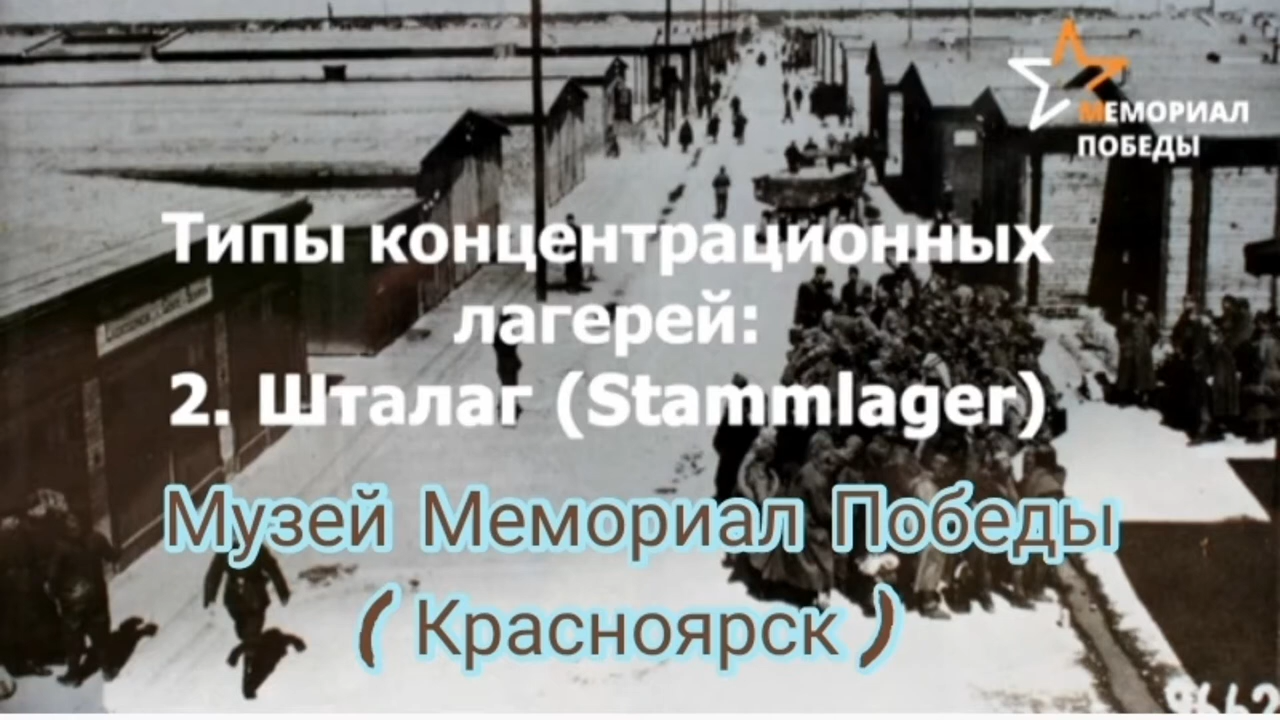 МЕМОРИАЛ
ПОБЕДЫ
Типы концентрационных
лагерей:
2. Шталаг (Stammlager)
Музей Мемориал Победы
( Красноярск )